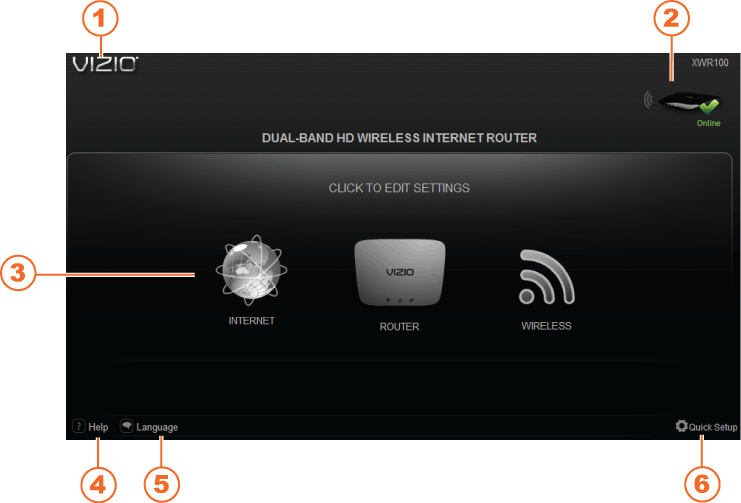 1
2
VIZIO
XWR100
Online
DUAL-BAND HD WIRELESS INTERNET ROUTER
CLICK TO EDIT SETTINGS
3
VIZIO
INTERNET
ROUTER
WIRELESS
? Help
Language
Quick Setup
4
5
6